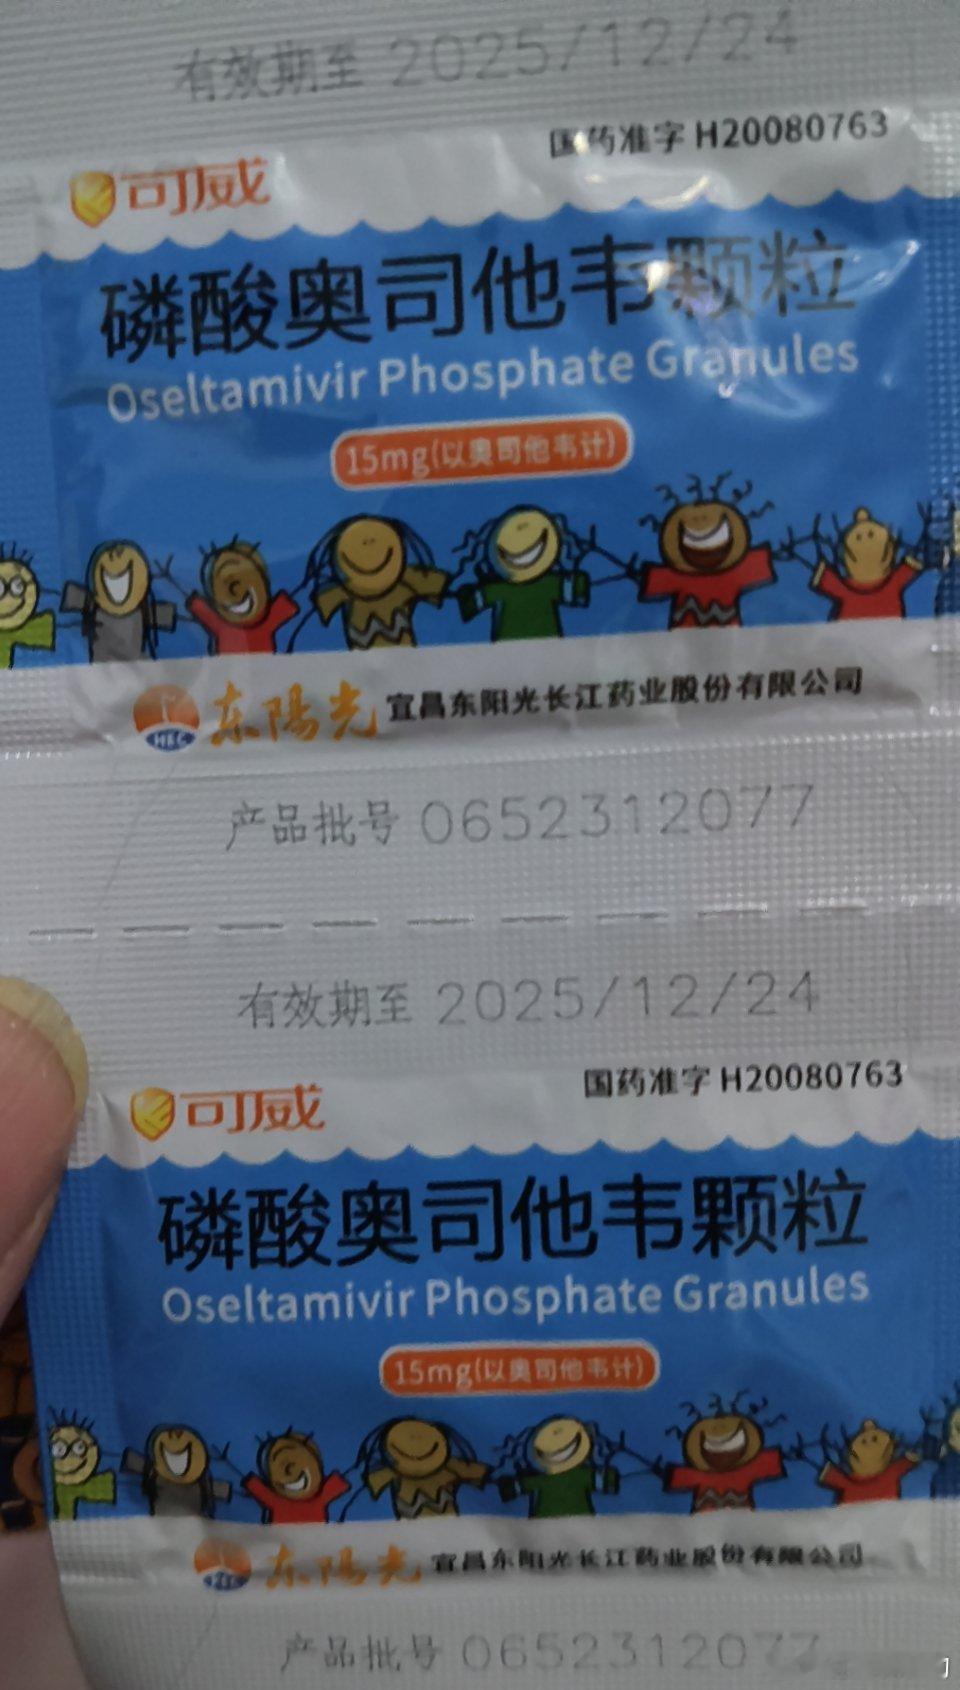 有效期至 2025/12/24
国药准字 H20080763
可威
磷酸奥司他韦颗粒
Oseltamivir Phosphate Granules
15mg(以奥司他韦计)
HEC 东陽光 宜昌东阳光长江药业股份有限公司
产品批号 0652312077
有效期至 2025/12/24
国药准字 H20080763
可威
磷酸奥司他韦颗粒
Oseltamivir Phosphate Granules
15mg(以奥司他韦计)
东陽光 宜昌东阳光长江药业股份有限公司
产品批号 0652312077